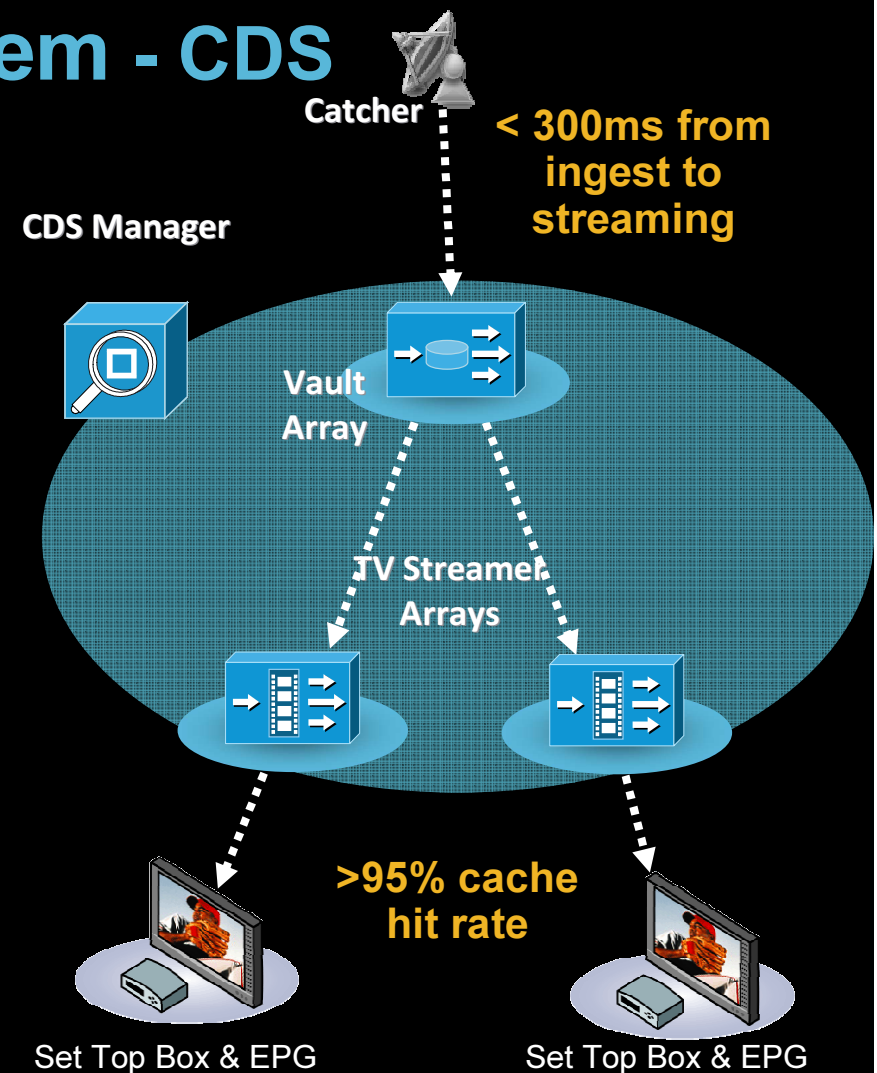 em - CDS
Catcher
< 300ms from
ingest to
streaming
CDS Manager
Vault
Array
TV Streamer
Arrays
>95% cache
hit rate
Set Top Box & EPG
Set Top Box & EPG